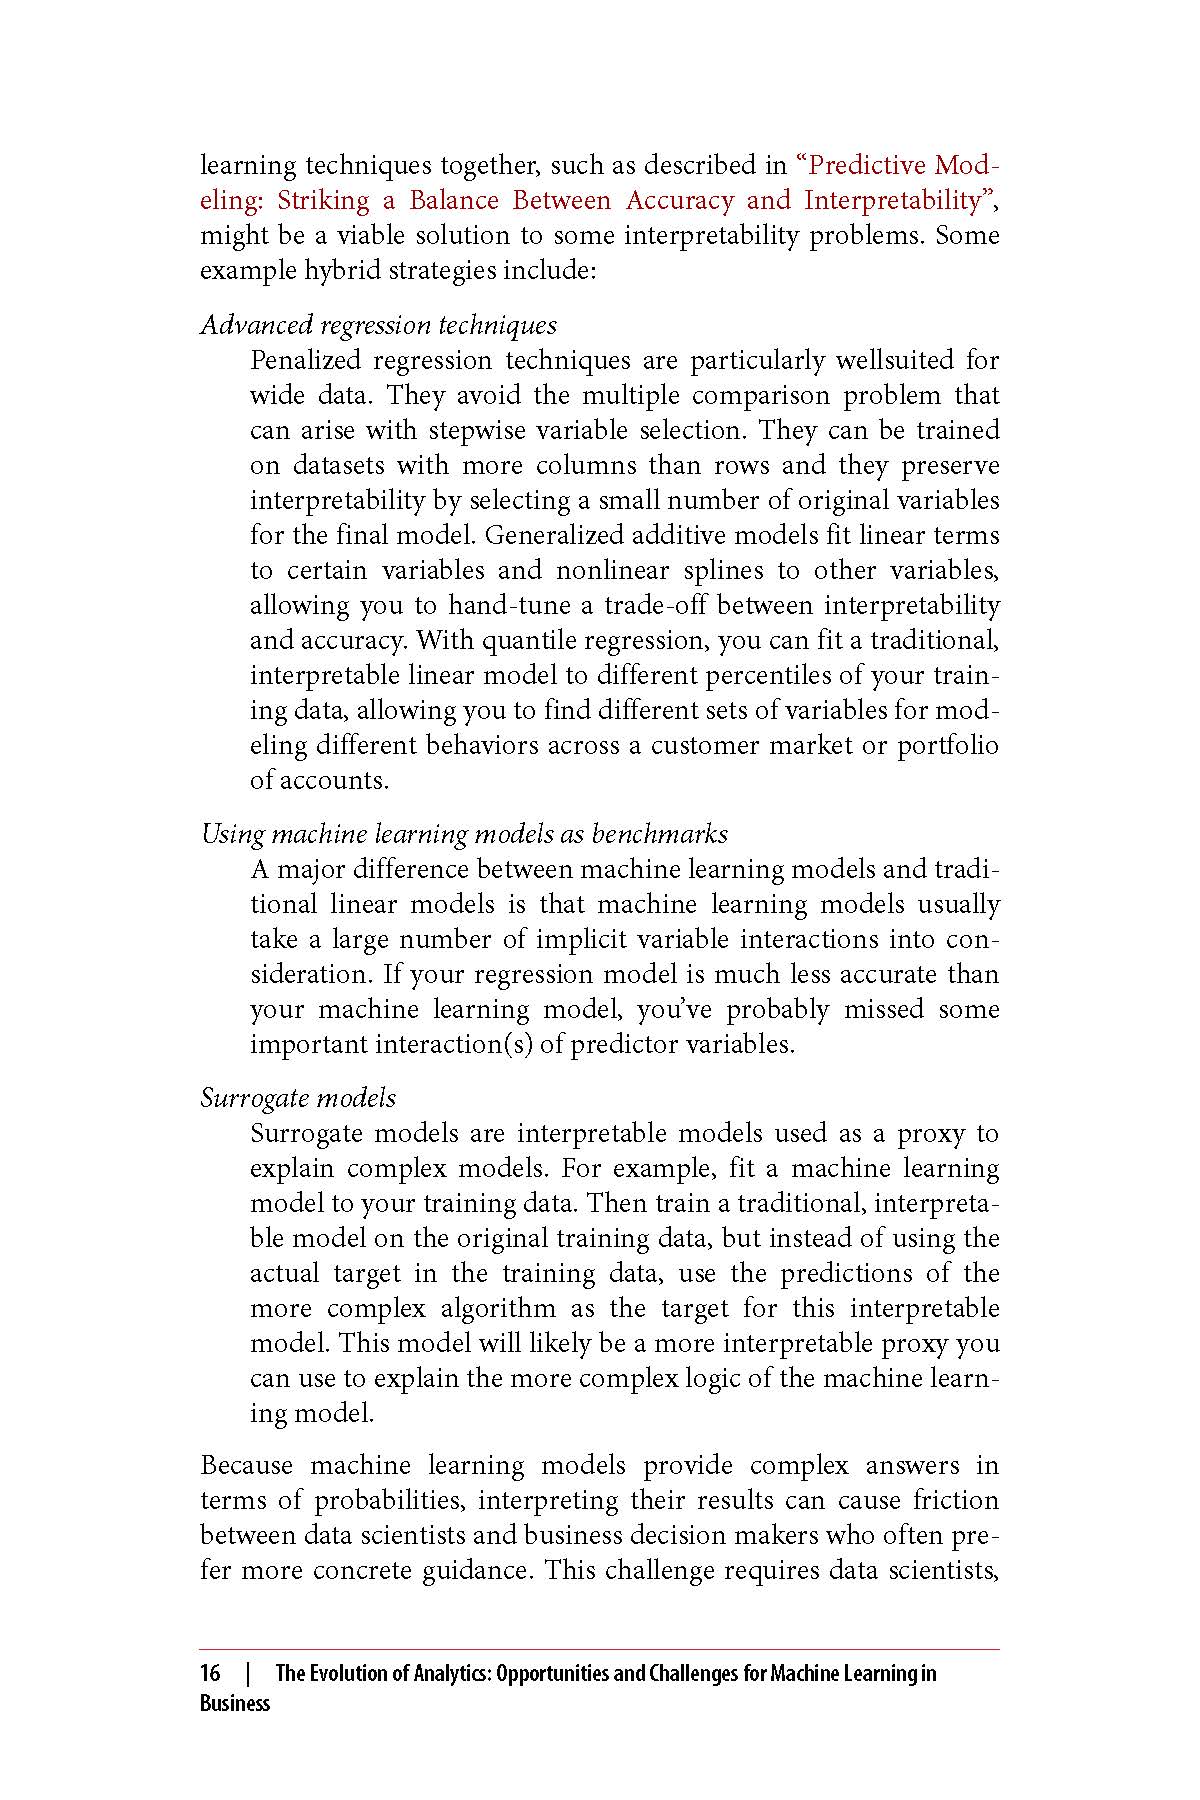 learning techniques together, such as described in “Predictive Mod-
eling: Striking a Balance Between Accuracy and Interpretability”,
might be a viable solution to some interpretability problems. Some
example hybrid strategies include:
Advanced regression techniques
Penalized regression techniques are particularly wellsuited for
wide data. They avoid the multiple comparison problem that
can arise with stepwise variable selection. They can be trained
on datasets with more columns than rows and they preserve
interpretability by selecting a small number of original variables
for the final model. Generalized additive models fit linear terms
to certain variables and nonlinear splines to other variables,
allowing you to hand-tune a trade-off between interpretability
and accuracy. With quantile regression, you can fit a traditional,
interpretable linear model to different percentiles of your train-
ing data, allowing you to find different sets of variables for mod-
eling different behaviors across a customer market or portfolio
of accounts.
Using machine learning models as benchmarks
A major difference between machine learning models and tradi-
tional linear models is that machine learning models usually
take a large number of implicit variable interactions into con-
sideration. If your regression model is much less accurate than
your machine learning model, you’ve probably missed some
important interaction(s) of predictor variables.
Surrogate models
Surrogate models are interpretable models used as a proxy to
explain complex models. For example, fit a machine learning
model to your training data. Then train a traditional, interpreta-
ble model on the original training data, but instead of using the
actual target in the training data, use the predictions of the
more complex algorithm as the target for this interpretable
model. This model will likely be a more interpretable proxy you
can use to explain the more complex logic of the machine learn-
ing model.
Because machine learning models provide complex answers in
terms of probabilities, interpreting their results can cause friction
between data scientists and business decision makers who often pre-
fer more concrete guidance. This challenge requires data scientists,
16 | The Evolution of Analytics: Opportunities and Challenges for Machine Learning in
Business